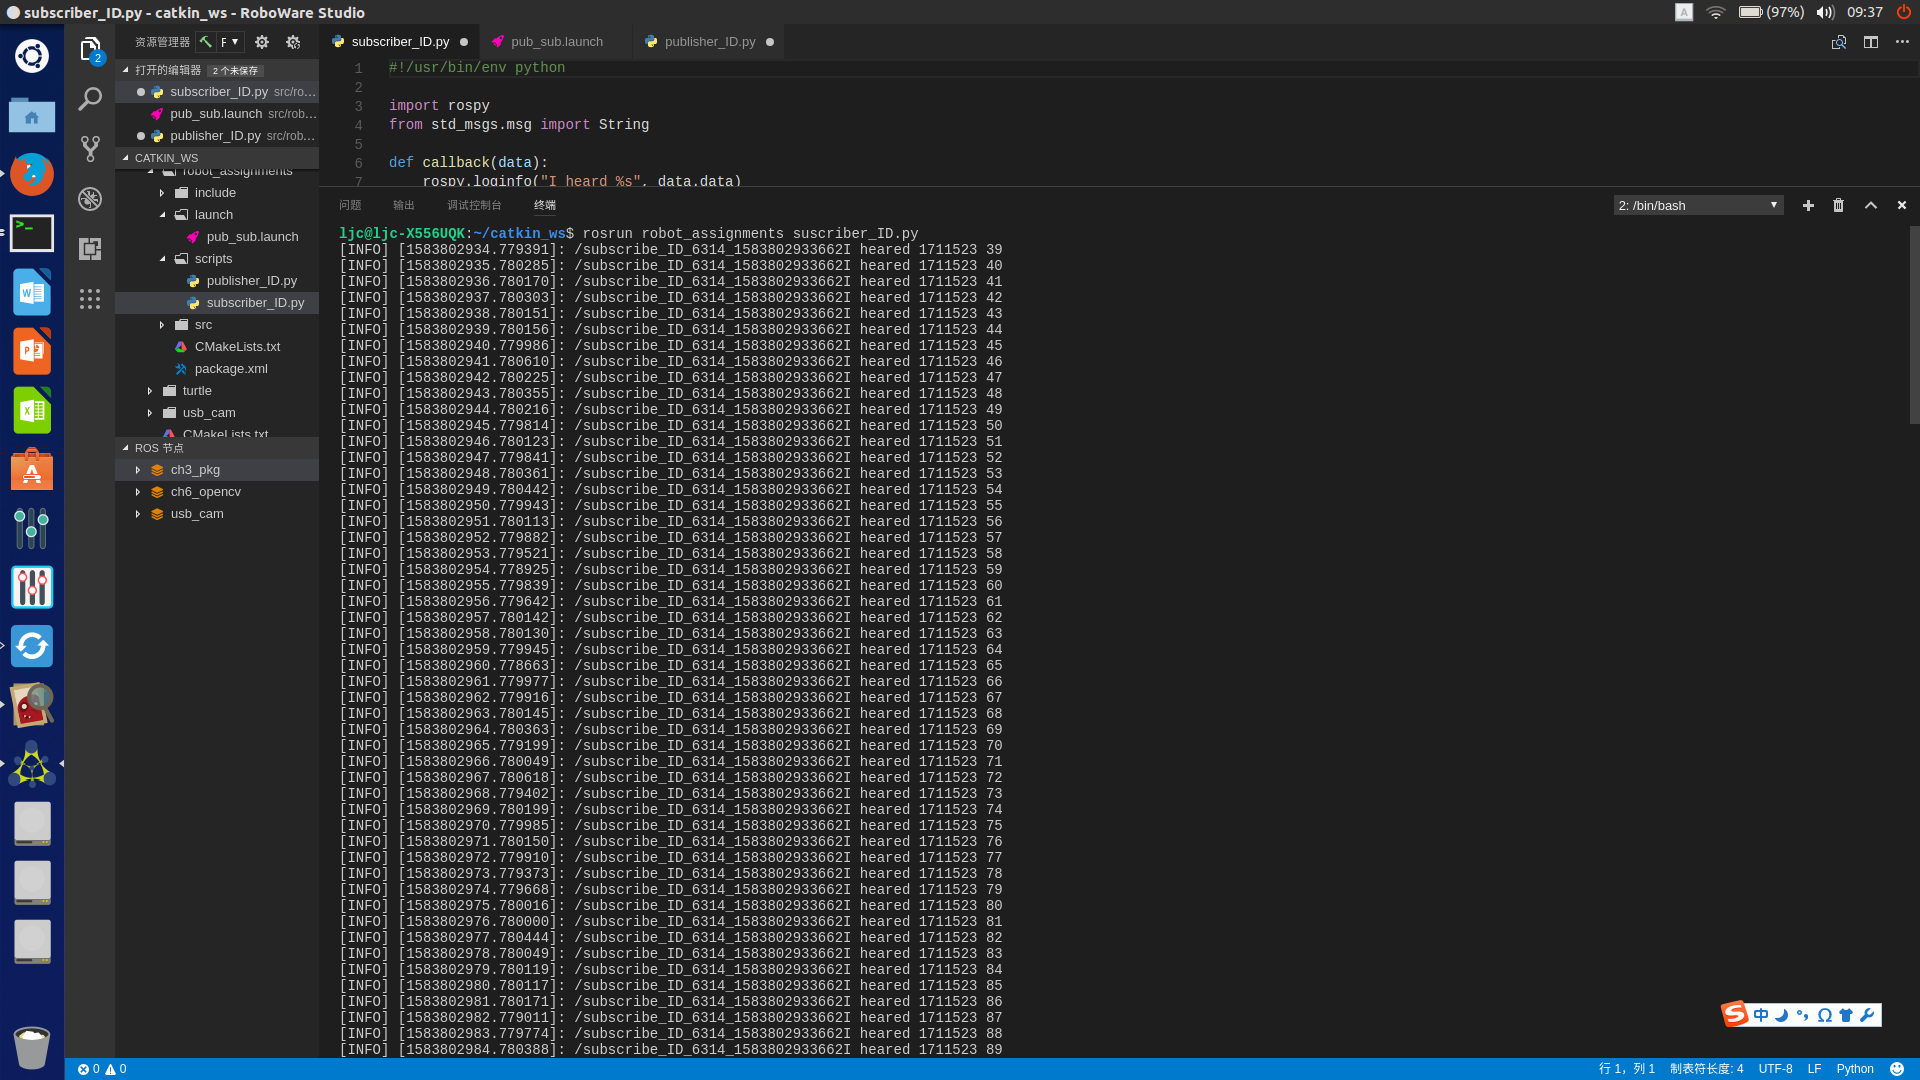 subscriber_ID.py - catkin_ws - RoboWare Studio
(97%)
09:37
资源管理器
F
2
打开的编辑器
2 个未保存
subscriber_ID.py src/ro...
pub_sub.launch src/rob...
publisher_ID.py src/rob...
CATKIN_WS
robot_assignments
include
launch
pub_sub.launch
scripts
publisher_ID.py
subscriber_ID.py
src
CMakeLists.txt
package.xml
turtle
usb_cam
CMakeLists.txt
ROS 节点
ch3_pkg
ch6_opencv
usb_cam
subscriber_ID.py
pub_sub.launch
publisher_ID.py
1 #!/usr/bin/env python
2
3 import rospy
4 from std_msgs.msg import String
5
6 def callback(data):
7 rospy.loginfo("I heard %s", data.data)
问题
输出
调试控制台
终端
2: /bin/bash
ljc@ljc-X556UQK:~/catkin_ws$ rosrun robot_assignments suscriber_ID.py
[INFO] [1583802934.779391]: /subscribe_ID_6314_1583802933662I heared 1711523 39
[INFO] [1583802935.780285]: /subscribe_ID_6314_1583802933662I heared 1711523 40
[INFO] [1583802936.780170]: /subscribe_ID_6314_1583802933662I heared 1711523 41
[INFO] [1583802937.780303]: /subscribe_ID_6314_1583802933662I heared 1711523 42
[INFO] [1583802938.780151]: /subscribe_ID_6314_1583802933662I heared 1711523 43
[INFO] [1583802939.780156]: /subscribe_ID_6314_1583802933662I heared 1711523 44
[INFO] [1583802940.779986]: /subscribe_ID_6314_1583802933662I heared 1711523 45
[INFO] [1583802941.780610]: /subscribe_ID_6314_1583802933662I heared 1711523 46
[INFO] [1583802942.780225]: /subscribe_ID_6314_1583802933662I heared 1711523 47
[INFO] [1583802943.780355]: /subscribe_ID_6314_1583802933662I heared 1711523 48
[INFO] [1583802944.780216]: /subscribe_ID_6314_1583802933662I heared 1711523 49
[INFO] [1583802945.779814]: /subscribe_ID_6314_1583802933662I heared 1711523 50
[INFO] [1583802946.780123]: /subscribe_ID_6314_1583802933662I heared 1711523 51
[INFO] [1583802947.779841]: /subscribe_ID_6314_1583802933662I heared 1711523 52
[INFO] [1583802948.780361]: /subscribe_ID_6314_1583802933662I heared 1711523 53
[INFO] [1583802949.780442]: /subscribe_ID_6314_1583802933662I heared 1711523 54
[INFO] [1583802950.779943]: /subscribe_ID_6314_1583802933662I heared 1711523 55
[INFO] [1583802951.780113]: /subscribe_ID_6314_1583802933662I heared 1711523 56
[INFO] [1583802952.779882]: /subscribe_ID_6314_1583802933662I heared 1711523 57
[INFO] [1583802953.779521]: /subscribe_ID_6314_1583802933662I heared 1711523 58
[INFO] [1583802954.778925]: /subscribe_ID_6314_1583802933662I heared 1711523 59
[INFO] [1583802955.779839]: /subscribe_ID_6314_1583802933662I heared 1711523 60
[INFO] [1583802956.779642]: /subscribe_ID_6314_1583802933662I heared 1711523 61
[INFO] [1583802957.780142]: /subscribe_ID_6314_1583802933662I heared 1711523 62
[INFO] [1583802958.780130]: /subscribe_ID_6314_1583802933662I heared 1711523 63
[INFO] [1583802959.779945]: /subscribe_ID_6314_1583802933662I heared 1711523 64
[INFO] [1583802960.778663]: /subscribe_ID_6314_1583802933662I heared 1711523 65
[INFO] [1583802961.779977]: /subscribe_ID_6314_1583802933662I heared 1711523 66
[INFO] [1583802962.779916]: /subscribe_ID_6314_1583802933662I heared 1711523 67
[INFO] [1583802963.780145]: /subscribe_ID_6314_1583802933662I heared 1711523 68
[INFO] [1583802964.780363]: /subscribe_ID_6314_1583802933662I heared 1711523 69
[INFO] [1583802965.779199]: /subscribe_ID_6314_1583802933662I heared 1711523 70
[INFO] [1583802966.780049]: /subscribe_ID_6314_1583802933662I heared 1711523 71
[INFO] [1583802967.780618]: /subscribe_ID_6314_1583802933662I heared 1711523 72
[INFO] [1583802968.779402]: /subscribe_ID_6314_1583802933662I heared 1711523 73
[INFO] [1583802969.780199]: /subscribe_ID_6314_1583802933662I heared 1711523 74
[INFO] [1583802970.779985]: /subscribe_ID_6314_1583802933662I heared 1711523 75
[INFO] [1583802971.780150]: /subscribe_ID_6314_1583802933662I heared 1711523 76
[INFO] [1583802972.779910]: /subscribe_ID_6314_1583802933662I heared 1711523 77
[INFO] [1583802973.779373]: /subscribe_ID_6314_1583802933662I heared 1711523 78
[INFO] [1583802974.779668]: /subscribe_ID_6314_1583802933662I heared 1711523 79
[INFO] [1583802975.780016]: /subscribe_ID_6314_1583802933662I heared 1711523 80
[INFO] [1583802976.780000]: /subscribe_ID_6314_1583802933662I heared 1711523 81
[INFO] [1583802977.780444]: /subscribe_ID_6314_1583802933662I heared 1711523 82
[INFO] [1583802978.780049]: /subscribe_ID_6314_1583802933662I heared 1711523 83
[INFO] [1583802979.780119]: /subscribe_ID_6314_1583802933662I heared 1711523 84
[INFO] [1583802980.780117]: /subscribe_ID_6314_1583802933662I heared 1711523 85
[INFO] [1583802981.780171]: /subscribe_ID_6314_1583802933662I heared 1711523 86
[INFO] [1583802982.779011]: /subscribe_ID_6314_1583802933662I heared 1711523 87
[INFO] [1583802983.779774]: /subscribe_ID_6314_1583802933662I heared 1711523 88
[INFO] [1583802984.780388]: /subscribe_ID_6314_1583802933662I heared 1711523 89
中
0 0
行 1，列 1 制表符长度: 4 UTF-8 LF Python